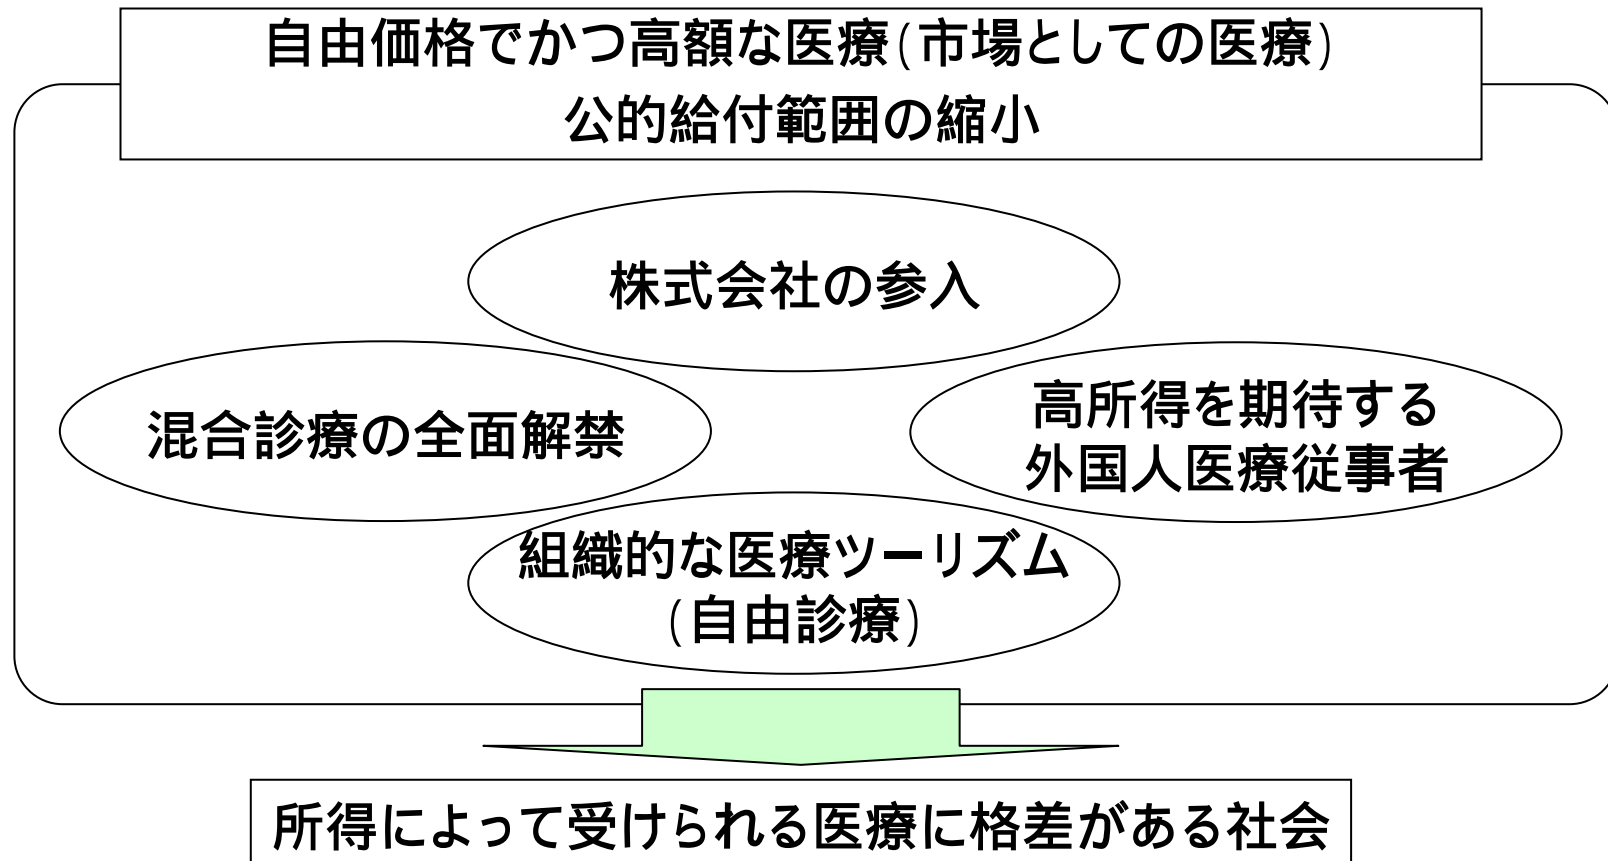 自由価格でかつ高額な医療(市場としての医療)
公的給付範囲の縮小
株式会社の参入
混合診療の全面解禁
高所得を期待する
外国人医療従事者
組織的な医療ツーリズム
(自由診療)
所得によって受けられる医療に格差がある社会